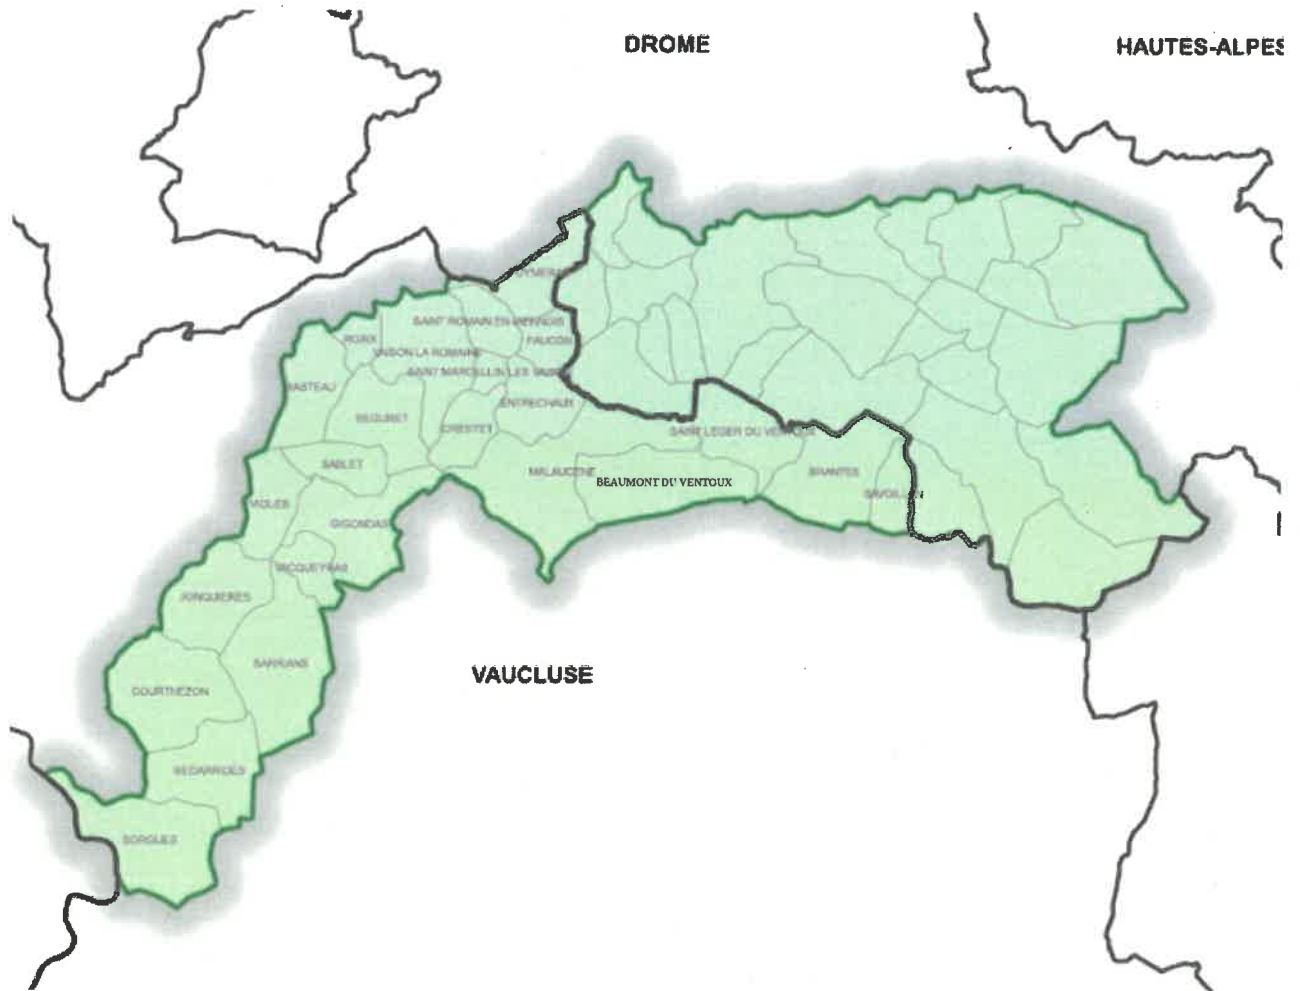 DROME
HAUTES-ALPES
SAINT ROMAIN EN VIENNOIS
ROAIX
FAUCON
VAISON LA ROMAINE
SAINT MARCELLIN LES VAISON
RASTEAU
ENTRECHAUX
SEGURET
CRESTET
SAINT LEGER DU VENTOUX
SABLET
MALAUCENE
BEAUMONT DU VENTOUX
BRANTES
SAVOILLAN
VIOLES
GIGONDAS
VACQUEYRAS
JONQUIERES
SARRIANS
VAUCLUSE
COURTHEZON
BEDARRIDES
SORGUES